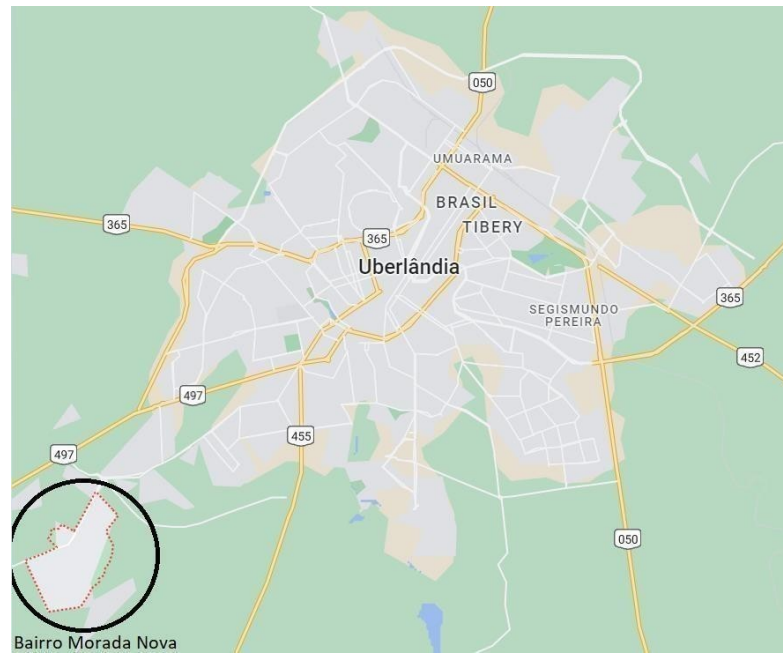 050
UMUARAMA
BRASIL
TIBERY
365
365
Uberlândia
365
SEGISMUNDO
PEREIRA
452
497
455
497
050
Bairro Morada Nova